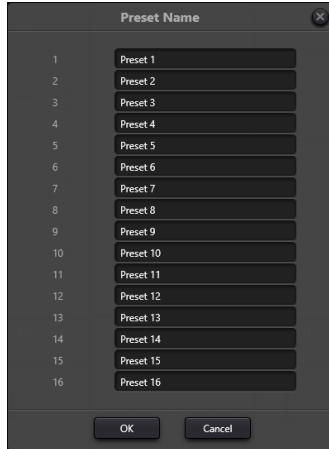 Preset Name
1 Preset 1
2 Preset 2
3 Preset 3
4 Preset 4
5 Preset 5
6 Preset 6
7 Preset 7
8 Preset 8
9 Preset 9
10 Preset 10
11 Preset 11
12 Preset 12
13 Preset 13
14 Preset 14
15 Preset 15
16 Preset 16
OK Cancel